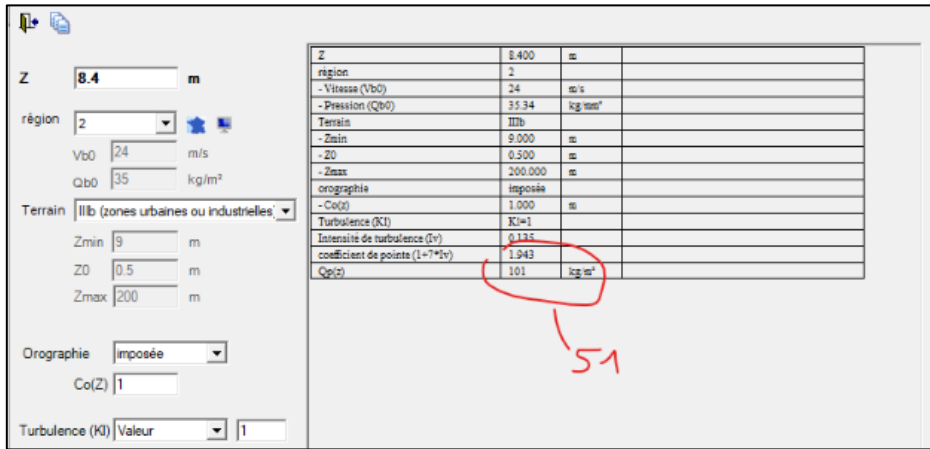 Z 8.4 m
région 2
Vb0 24 m/s
Qb0 35 kg/m²
Terrain IIIb (zones urbaines ou industrielles)
Zmin 9 m
Z0 0.5 m
Zmax 200 m
Orographie imposée
Co(Z) 1
Turbulence (KI) Valeur 1
Z 8.400 m
région 2
- Vitesse (Vb0) 24 m/s
- Pression (Qb0) 35.34 kg/mm²
Terrain IIIb
- Zmin 9.000 m
- Z0 0.500 m
- Zmax 200.000 m
orographie imposée
- Co(z) 1.000 m
Turbulence (KI) KI=1
Intensité de turbulence (Iv) 0.135
coefficient de pointe (1+7*Iv) 1.943
Qp(z) 101 kg/m²
51